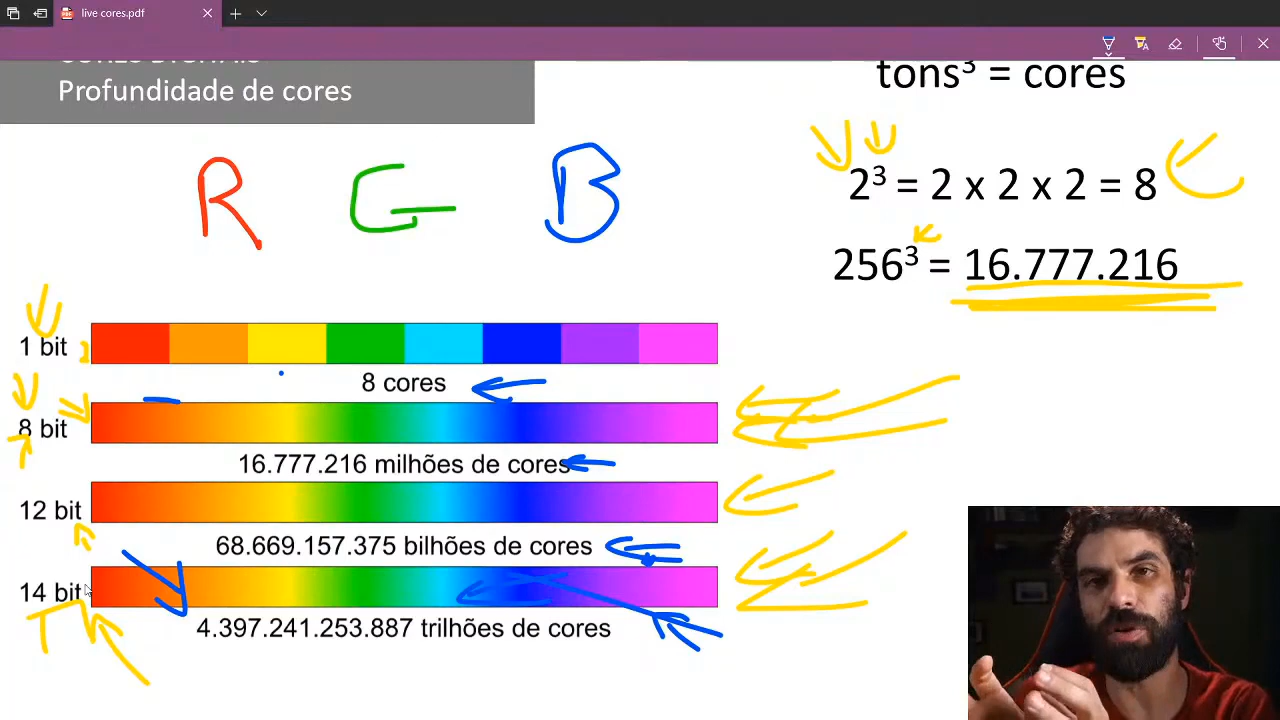 live cores.pdf
Profundidade de cores
tons³ = cores
R G B
2³ = 2 x 2 x 2 = 8
256³ = 16.777.216
1 bit
8 cores
8 bit
16.777.216 milhões de cores
12 bit
68.669.157.375 bilhões de cores
14 bit
4.397.241.253.887 trilhões de cores